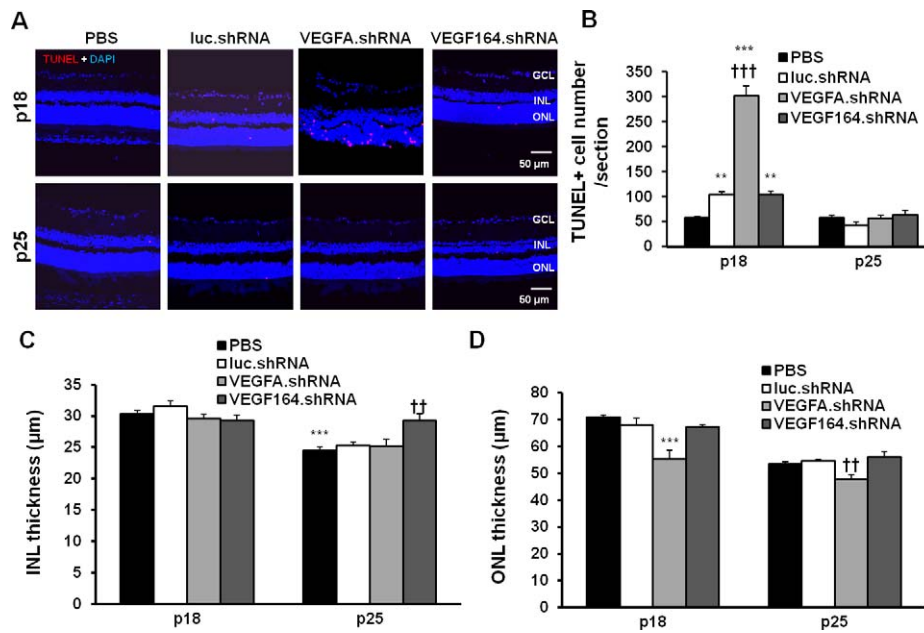 A
PBS
luc.shRNA
VEGFA.shRNA
VEGF164.shRNA
TUNEL + DAPI
p18
GCL
INL
ONL
50 µm
p25
GCL
INL
ONL
50 µm
B
PBS
luc.shRNA
VEGFA.shRNA
VEGF164.shRNA
TUNEL+ cell number
/section
350
300
250
200
150
100
50
0
**
***
†††
**
p18
p25
C
PBS
luc.shRNA
VEGFA.shRNA
VEGF164.shRNA
INL thickness (µm)
35
30
25
20
15
10
5
0
***
††
p18
p25
D
PBS
luc.shRNA
VEGFA.shRNA
VEGF164.shRNA
ONL thickness (µm)
80
70
60
50
40
30
20
10
0
***
††
p18
p25